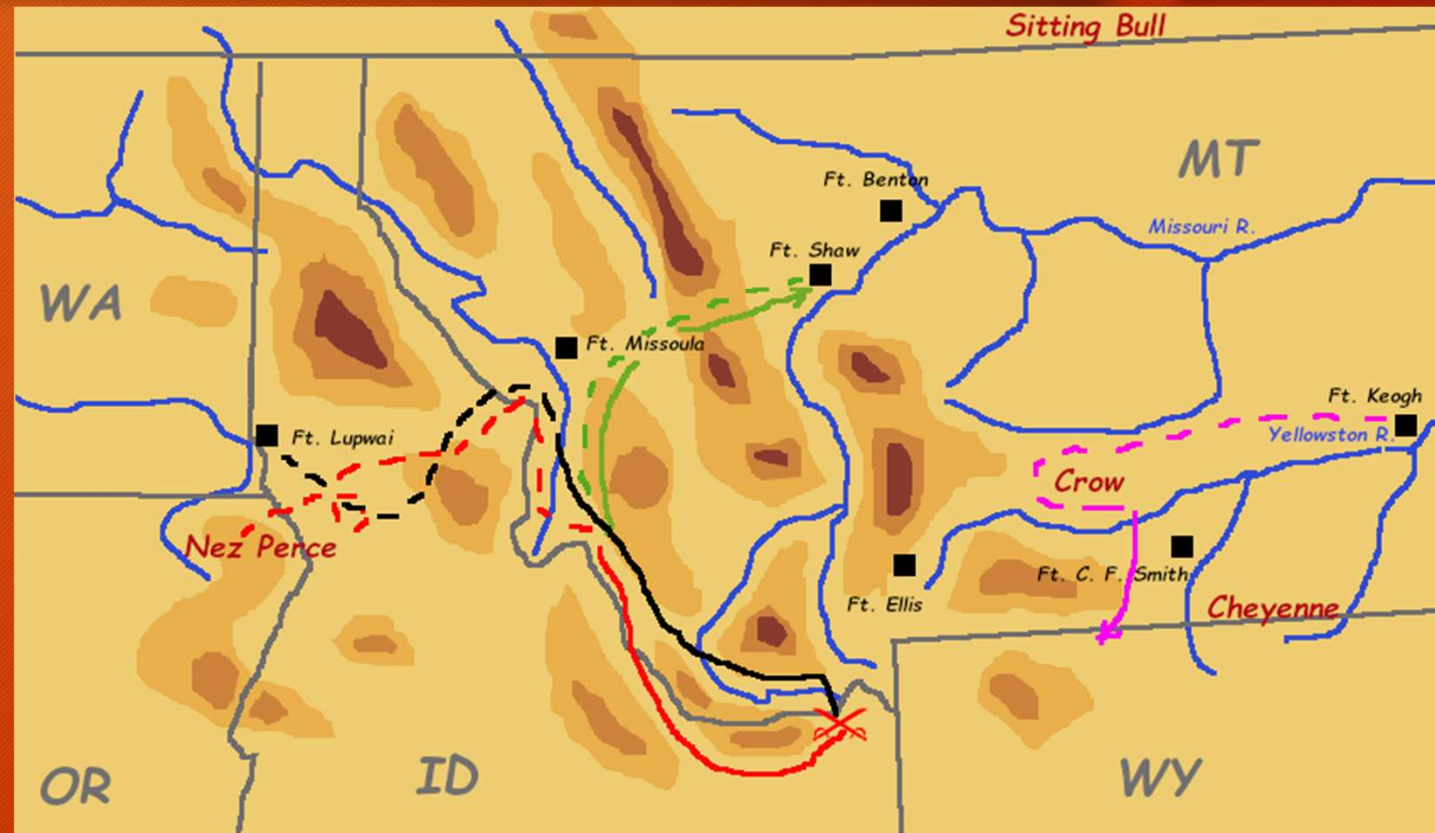 Sitting Bull
MT
Ft. Benton
Missouri R.
Ft. Shaw
WA
Ft. Missoula
Ft. Keogh
Ft. Lupwai
Yellowston R.
Crow
Nez Perce
Ft. C. F. Smith
Ft. Ellis
Cheyenne
OR
ID
WY